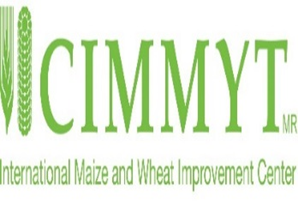 CIMMYT MR
International Maize and Wheat Improvement Center